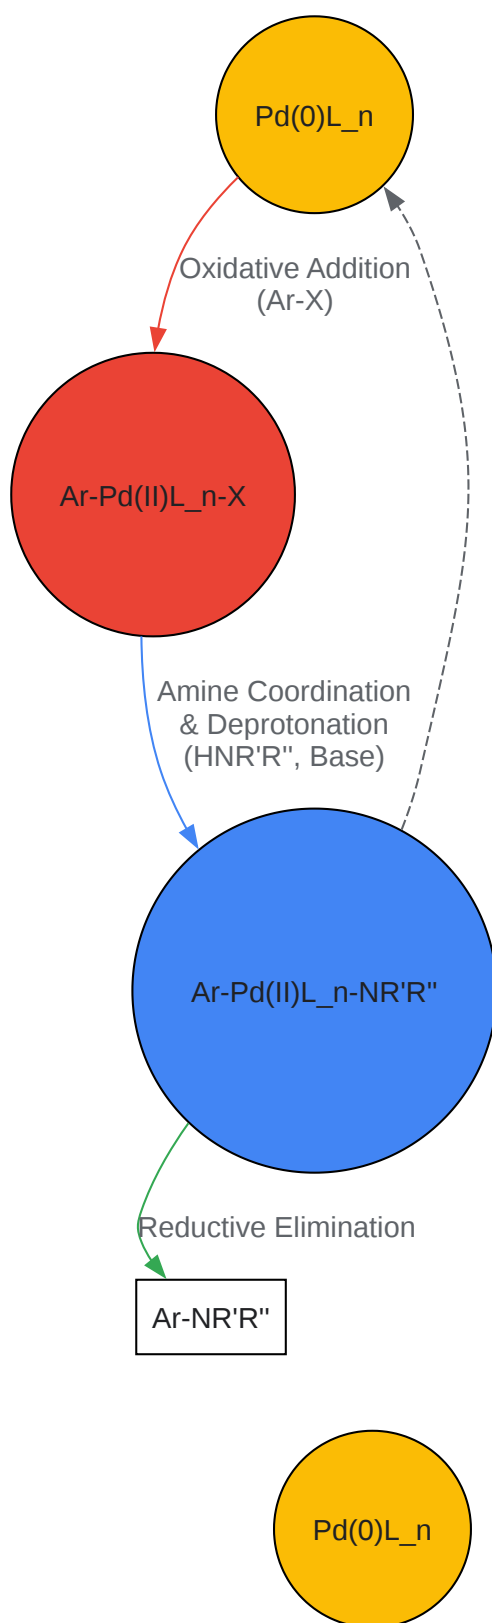 Pd(0)L_n
Oxidative Addition
(Ar-X)
Ar-Pd(II)L_n-X
Amine Coordination
& Deprotonation
(HNR'R'', Base)
Ar-Pd(II)L_n-NR'R''
Reductive Elimination
Ar-NR'R''
Pd(0)L_n